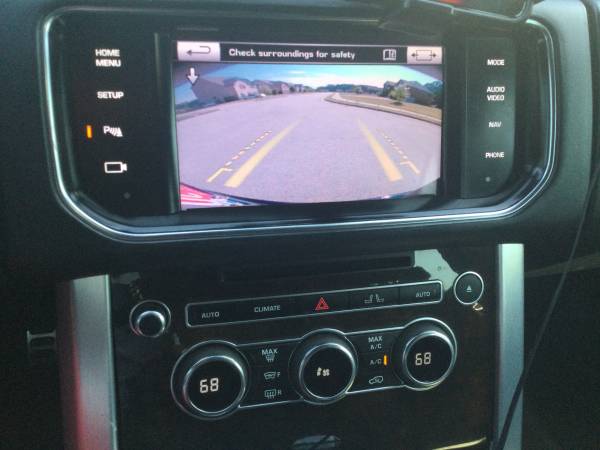 Check surroundings for safety
HOME
MENU
SETUP
MODE
AUDIO
VIDEO
NAV
PHONE
AUTO
CLIMATE
AUTO
MAX
F
R
MAX
A/C
A/C
68
68